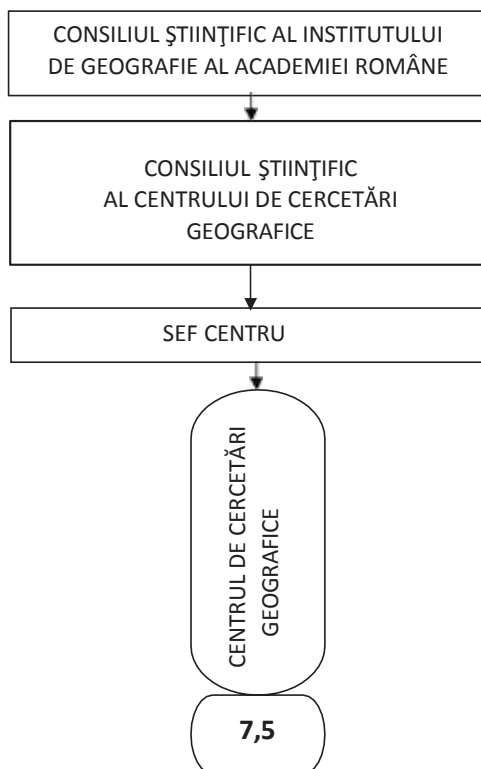 CONSILIUL ŞTIINŢIFIC AL INSTITUTULUI
DE GEOGRAFIE AL ACADEMIEI ROMÂNE
CONSILIUL ŞTIINŢIFIC
AL CENTRULUI DE CERCETĂRI
GEOGRAFICE
SEF CENTRU
CENTRUL DE CERCETĂRI
GEOGRAFICE
7,5